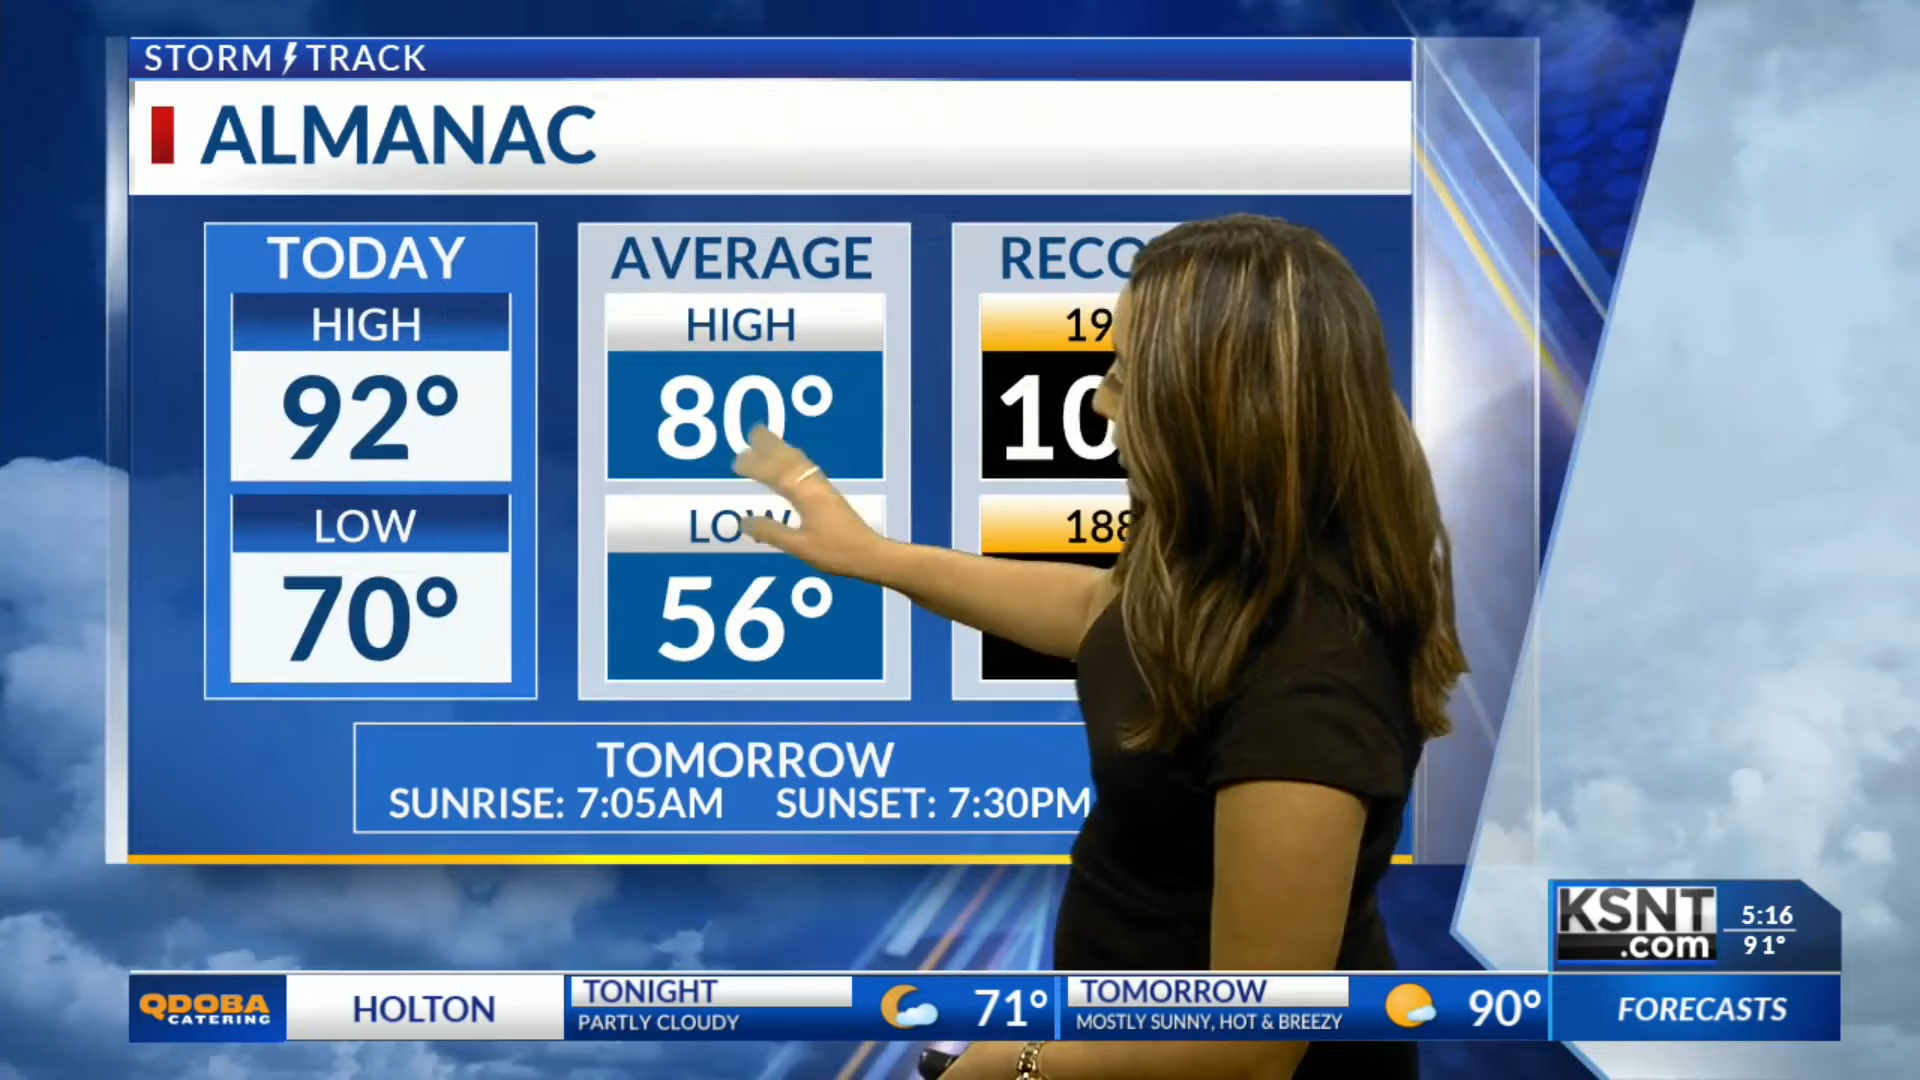 STORM TRACK
ALMANAC
TODAY
HIGH
92°
LOW
70°
AVERAGE
HIGH
80°
LOW
56°
TOMORROW
SUNRISE: 7:05AM SUNSET: 7:30PM
KSNT
.com
5:16
91°
QDOBA
CATERING
HOLTON
TONIGHT
PARTLY CLOUDY
71°
TOMORROW
MOSTLY SUNNY, HOT & BREEZY
90°
FORECASTS